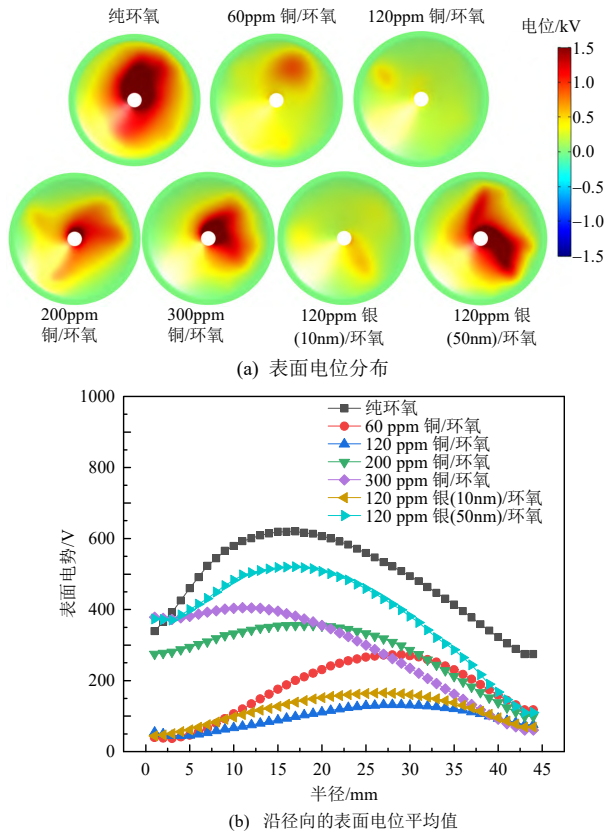 纯环氧 60ppm 铜/环氧 120ppm 铜/环氧 电位/kV
1.5
1.0
0.5
0.0
−0.5
−1.0
−1.5
200ppm 300ppm 120ppm 银 120ppm 银
铜/环氧 铜/环氧 (10nm)/环氧 (50nm)/环氧
(a) 表面电位分布
1000
800
600
400
200
0
表面电势/V
纯环氧
60 ppm 铜/环氧
120 ppm 铜/环氧
200 ppm 铜/环氧
300 ppm 铜/环氧
120 ppm 银(10nm)/环氧
120 ppm 银(50nm)/环氧
0 5 10 15 20 25 30 35 40 45
半径/mm
(b) 沿径向的表面电位平均值